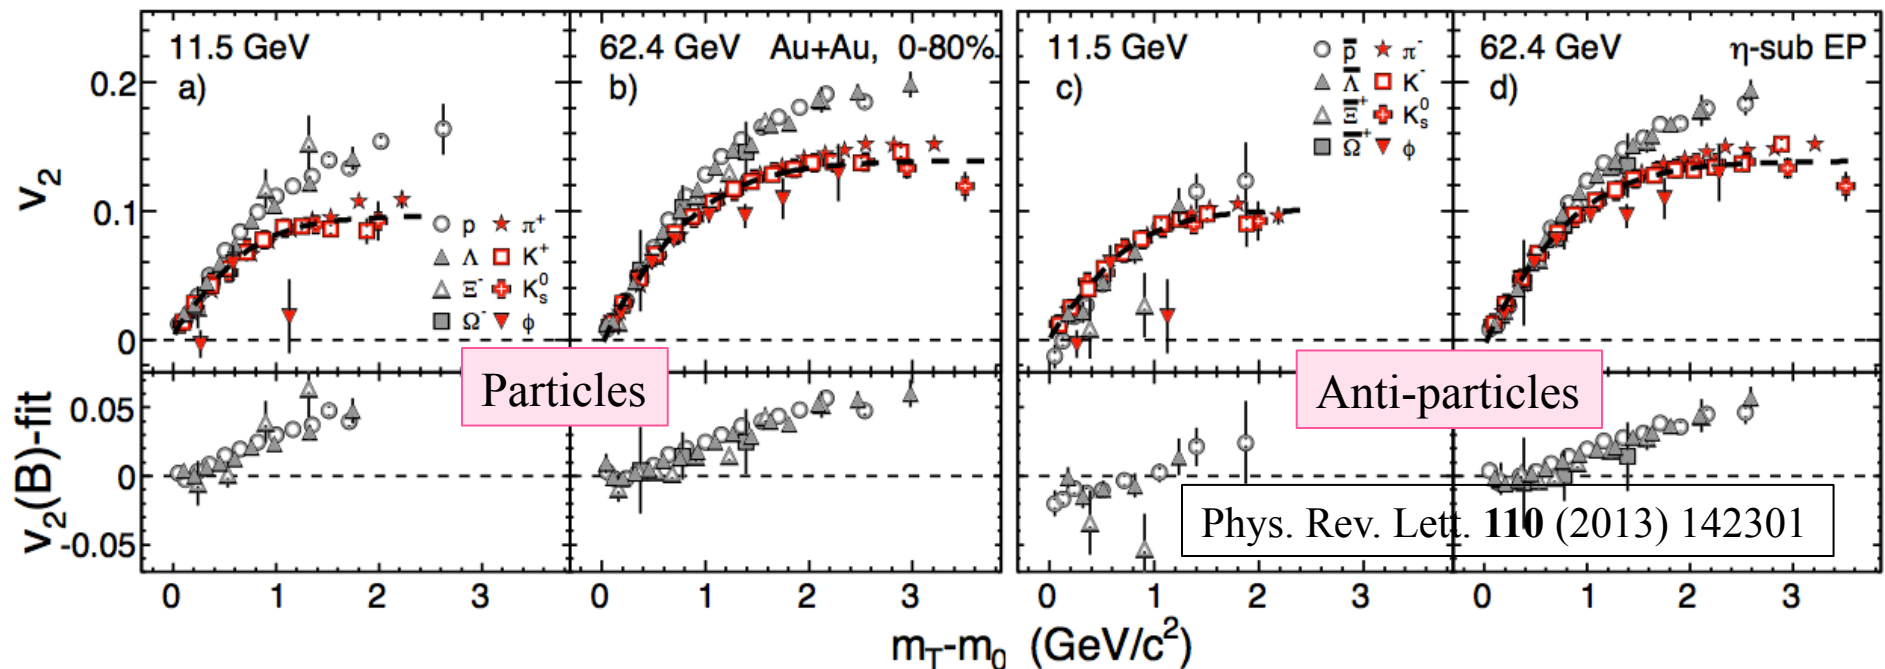 11.5 GeV
a)
62.4 GeV Au+Au, 0-80%
b)
11.5 GeV
c)
62.4 GeV η-sub EP
d)
v₂
0.2
0.1
0
p π⁺
Λ K⁺
Ξ⁻ K⁰ₛ
Ω⁻ ϕ
p̅ π⁻
Λ̅ K⁻
Ξ̅⁺ K⁰ₛ
Ω̅⁺ ϕ
Particles
Anti-particles
v₂(B)-fit
0.05
0
-0.05
Phys. Rev. Lett. 110 (2013) 142301
0 1 2 0 1 2 3 0 1 2 0 1 2 3
m_T-m₀ (GeV/c²)